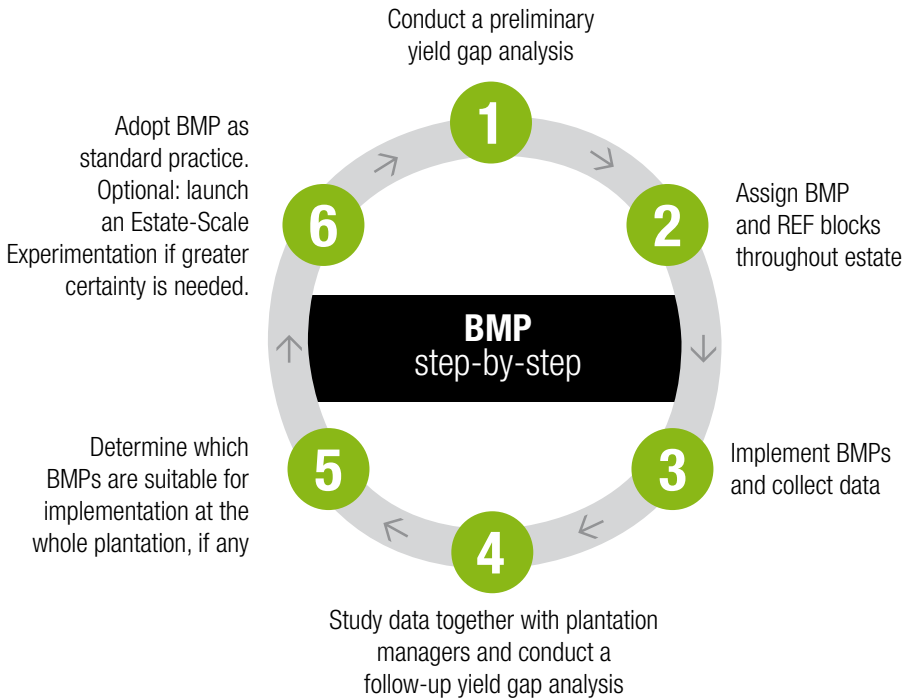 Conduct a preliminary
yield gap analysis
1
Assign BMP
and REF blocks
throughout estate
2
Implement BMPs
and collect data
3
4
Study data together with plantation
managers and conduct a
follow-up yield gap analysis
Determine which
BMPs are suitable for
implementation at the
whole plantation, if any
5
Adopt BMP as
standard practice.
Optional: launch
an Estate-Scale
Experimentation if greater
certainty is needed.
6
BMP
step-by-step